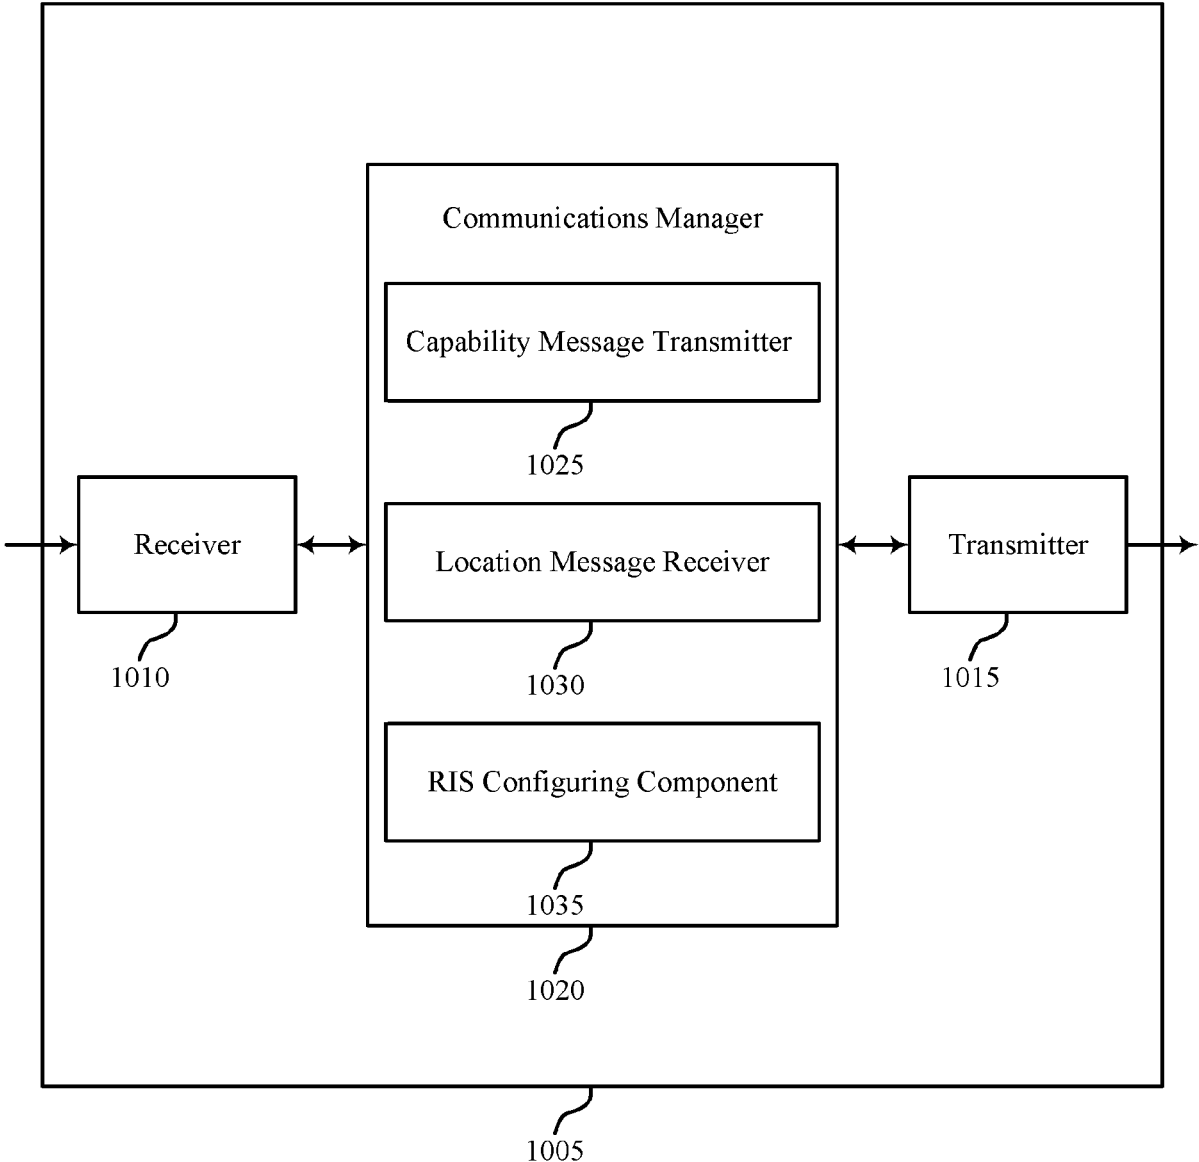 Communications Manager
Capability Message Transmitter
1025
Receiver
1010
Location Message Receiver
1030
Transmitter
1015
RIS Configuring Component
1035
1020
1005